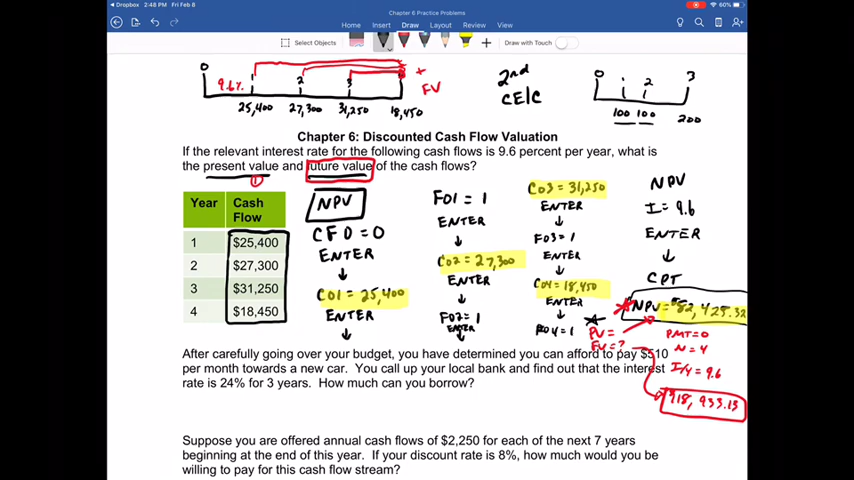 Dropbox 2:48 PM Fri Feb 8
60%
Chapter 6 Practice Problems
Home Insert Draw Layout Review View
Select Objects
Draw with Touch
0 9.6% 2 3 + FV
25,400 27,300 31,250 18,450
2nd
CE/C
0 1 2 3
100 100 200
Chapter 6: Discounted Cash Flow Valuation
If the relevant interest rate for the following cash flows is 9.6 percent per year, what is
the present value and future value of the cash flows?
1
Year Cash Flow
1 $25,400
2 $27,300
3 $31,250
4 $18,450
NPV
CF0=0
ENTER
↓
C01=25,400
ENTER
↓
F01=1
ENTER
↓
C02=27,300
ENTER
↓
F02=1
ENTER
↓
C03=31,250
ENTER
↓
F03=1
ENTER
↓
C04=18,450
ENTER
↓
F04=1
NPV
I=9.6
ENTER
↓
CPT
NPV=$82,425.32
PV=
FV=?
PMT=0
N=4
I/Y=9.6
18,933.15
After carefully going over your budget, you have determined you can afford to pay $510
per month towards a new car. You call up your local bank and find out that the interest
rate is 24% for 3 years. How much can you borrow?
Suppose you are offered annual cash flows of $2,250 for each of the next 7 years
beginning at the end of this year. If your discount rate is 8%, how much would you be
willing to pay for this cash flow stream?